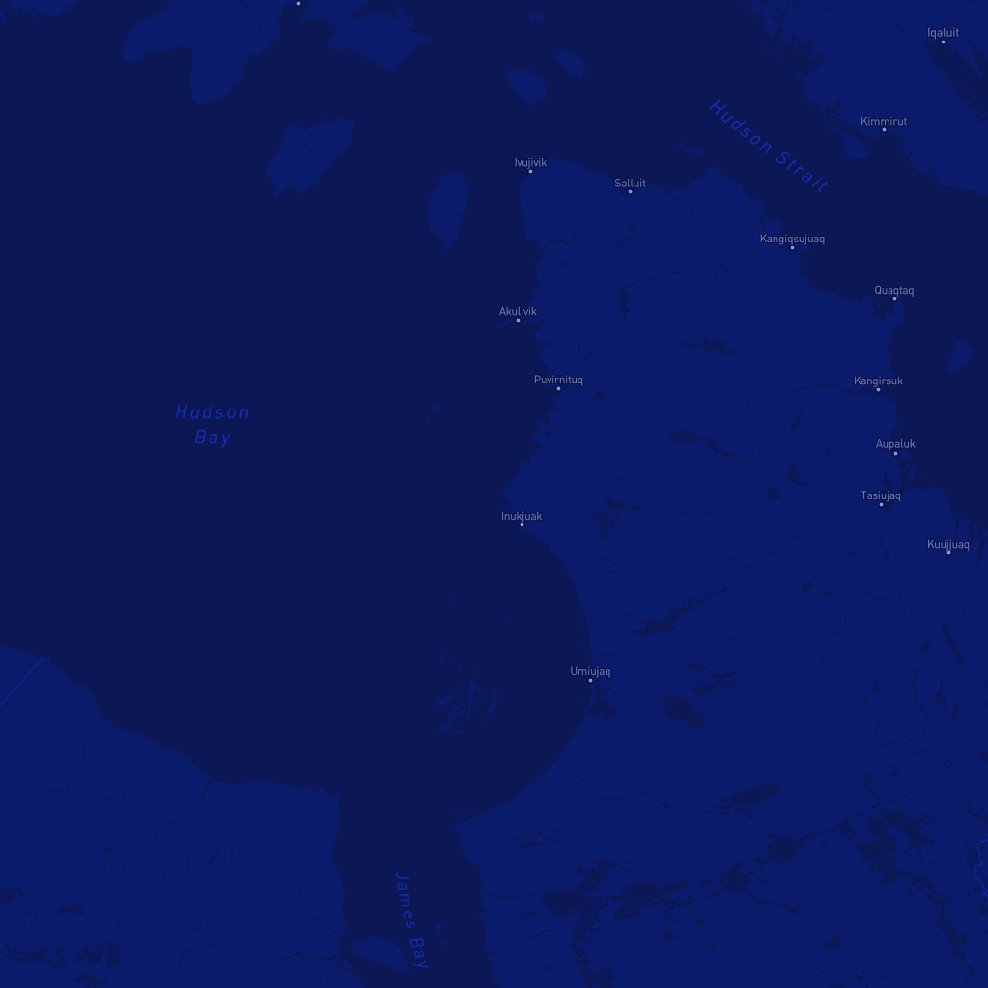 Iqaluit
Hudson Strait
Kimmirut
Ivujivik
Salluit
Kangiqsujuaq
Quaqtaq
Akulivik
Puvirnituq
Kangirsuk
Hudson
Bay
Aupaluk
Tasiujaq
Inukjuak
Kuujjuaq
Umiujaq
James Bay